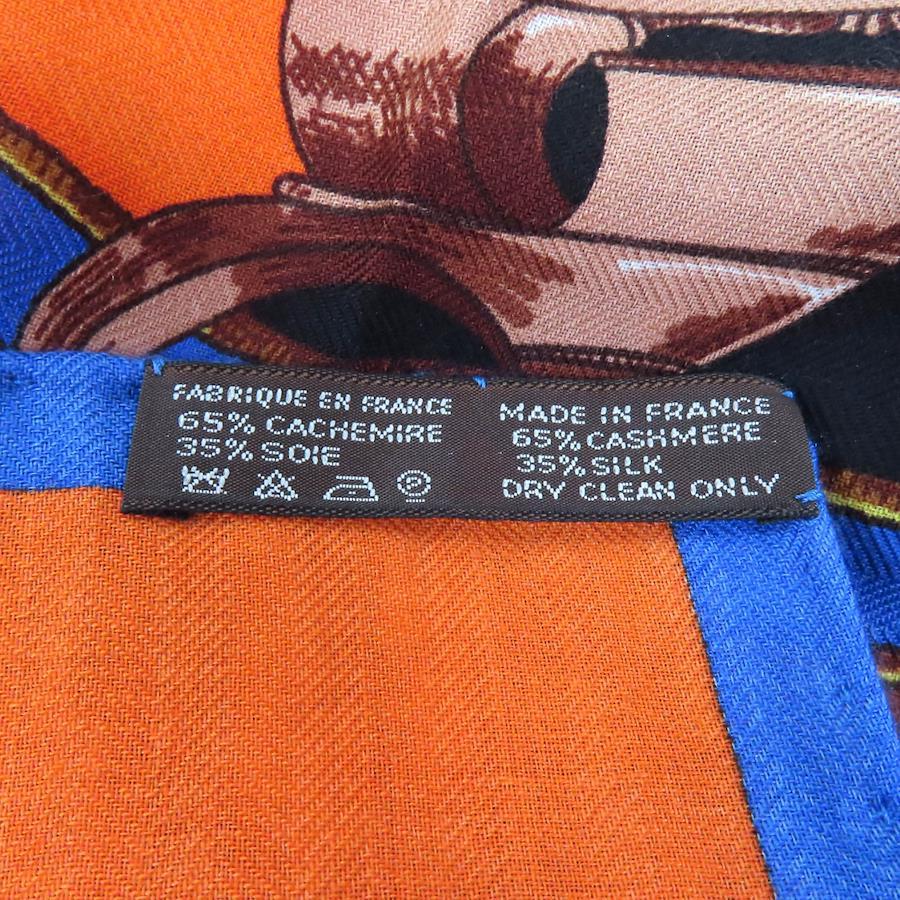 FABRIQUE EN FRANCE
65% CACHEMIRE
35% SOIE
MADE IN FRANCE
65% CASHMERE
35% SILK
DRY CLEAN ONLY